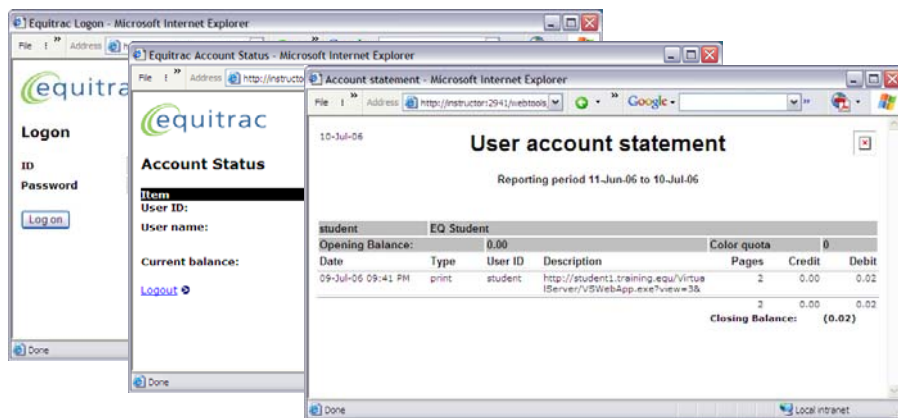 Equitrac Logon - Microsoft Internet Explorer
File
Address
equitra
Logon
ID
Password
Log on
Done
Equitrac Account Status - Microsoft Internet Explorer
File
Address http://instructo
equitrac
Account Status
Item
User ID:
User name:
Current balance:
Logout
Done
Account statement - Microsoft Internet Explorer
File
Address http://instructor:2941/webtools
Google
10-Jul-06
User account statement
Reporting period 11-Jun-06 to 10-Jul-06
student EQ Student
Opening Balance: 0.00 Color quota 0
Date Type User ID Description Pages Credit Debit
09-Jul-06 09:41 PM print student http://student1.training.equ/Virtua 2 0.00 0.02
lServer/VSWebApp.exe?view=3&
2 0.00 0.02
Closing Balance: (0.02)
Done Local intranet